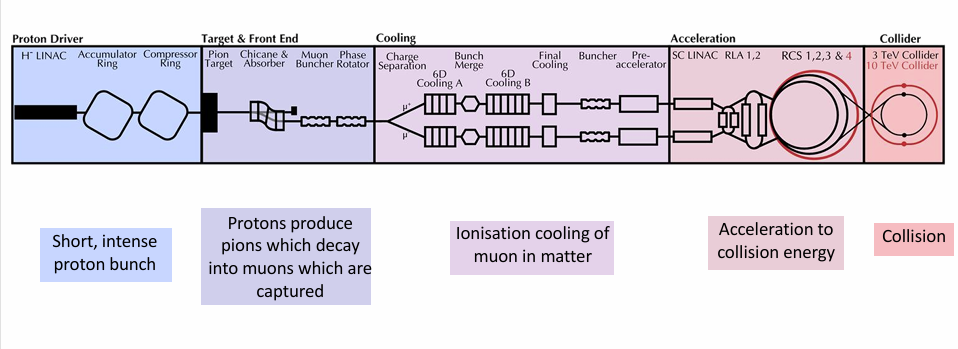 Proton Driver
H⁻ LINAC
Accumulator
Ring
Compressor
Ring
Target & Front End
Pion
Target
Chicane &
Absorber
Muon
Buncher
Phase
Rotator
Cooling
Charge
Separation
μ⁺
μ⁻
6D
Cooling A
Bunch
Merge
6D
Cooling B
Final
Cooling
Buncher
Pre-
accelerator
Acceleration
SC LINAC
RLA 1,2
RCS 1,2,3 & 4
Collider
3 TeV Collider
10 TeV Collider
Short, intense
proton bunch
Protons produce
pions which decay
into muons which are
captured
Ionisation cooling of
muon in matter
Acceleration to
collision energy
Collision